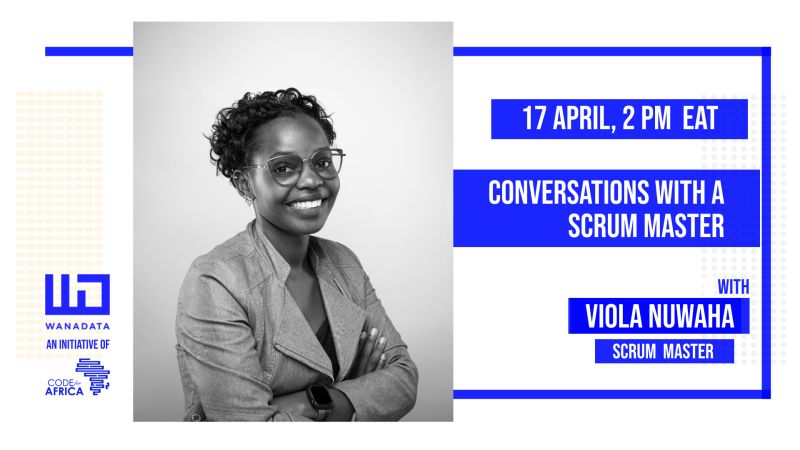 17 APRIL, 2 PM EAT
CONVERSATIONS WITH A
SCRUM MASTER
WITH
VIOLA NUWAHA
SCRUM MASTER
WD
WANADATA
AN INITIATIVE OF
CODE for
AFRICA